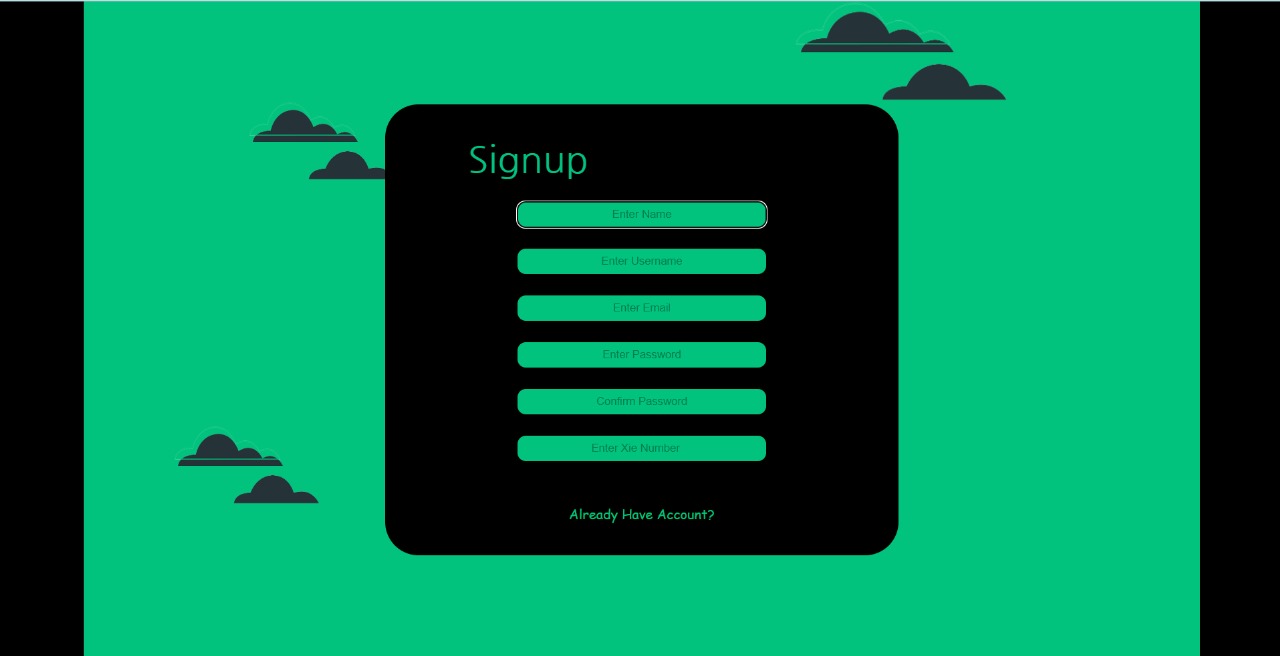 Signup
Enter Name
Enter Username
Enter Email
Enter Password
Confirm Password
Enter Xie Number
Already Have Account?